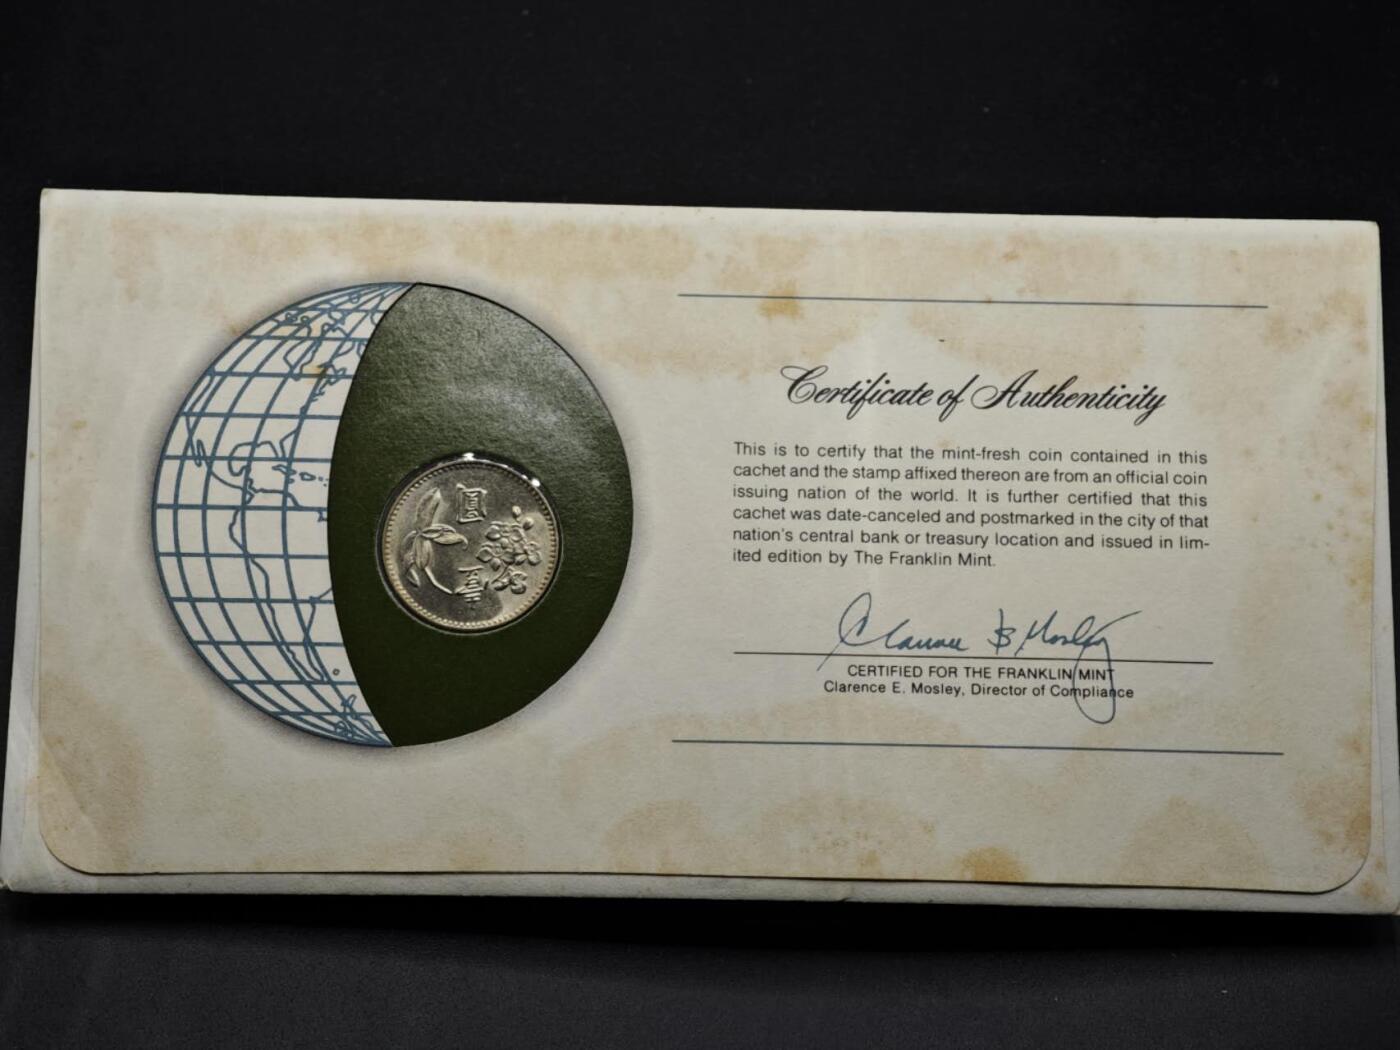 Certificate of Authenticity
This is to certify that the mint-fresh coin contained in this
cachet and the stamp affixed thereon are from an official coin
issuing nation of the world. It is further certified that this
cachet was date-canceled and postmarked in the city of that
nation's central bank or treasury location and issued in lim-
ited edition by The Franklin Mint.
Clarence E Mosley
CERTIFIED FOR THE FRANKLIN MINT
Clarence E. Mosley, Director of Compliance
壹
圓